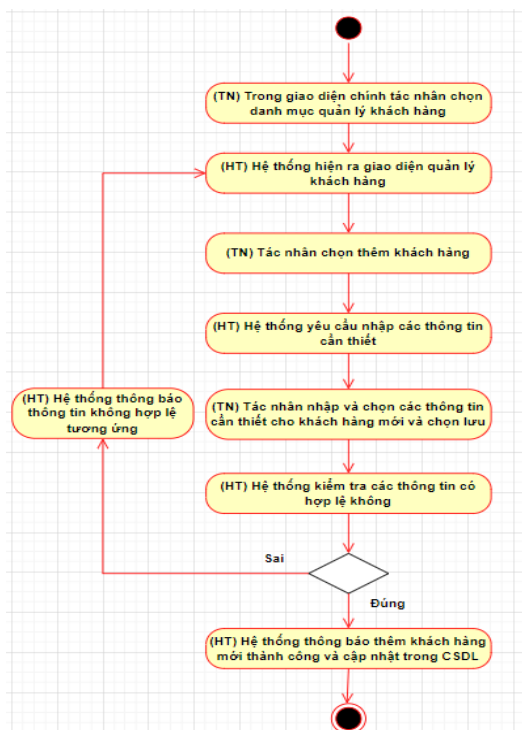 (TN) Trong giao diện chính tác nhân chọn
danh mục quản lý khách hàng
(HT) Hệ thống hiện ra giao diện quản lý
khách hàng
(TN) Tác nhân chọn thêm khách hàng
(HT) Hệ thống yêu cầu nhập các thông tin
cần thiết
(HT) Hệ thống thông báo
thông tin không hợp lệ
tương ứng
(TN) Tác nhân nhập và chọn các thông tin
cần thiết cho khách hàng mới và chọn lưu
(HT) Hệ thống kiểm tra các thông tin có
hợp lệ không
Sai
Đúng
(HT) Hệ thống thông báo thêm khách hàng
mới thành công và cập nhật trong CSDL